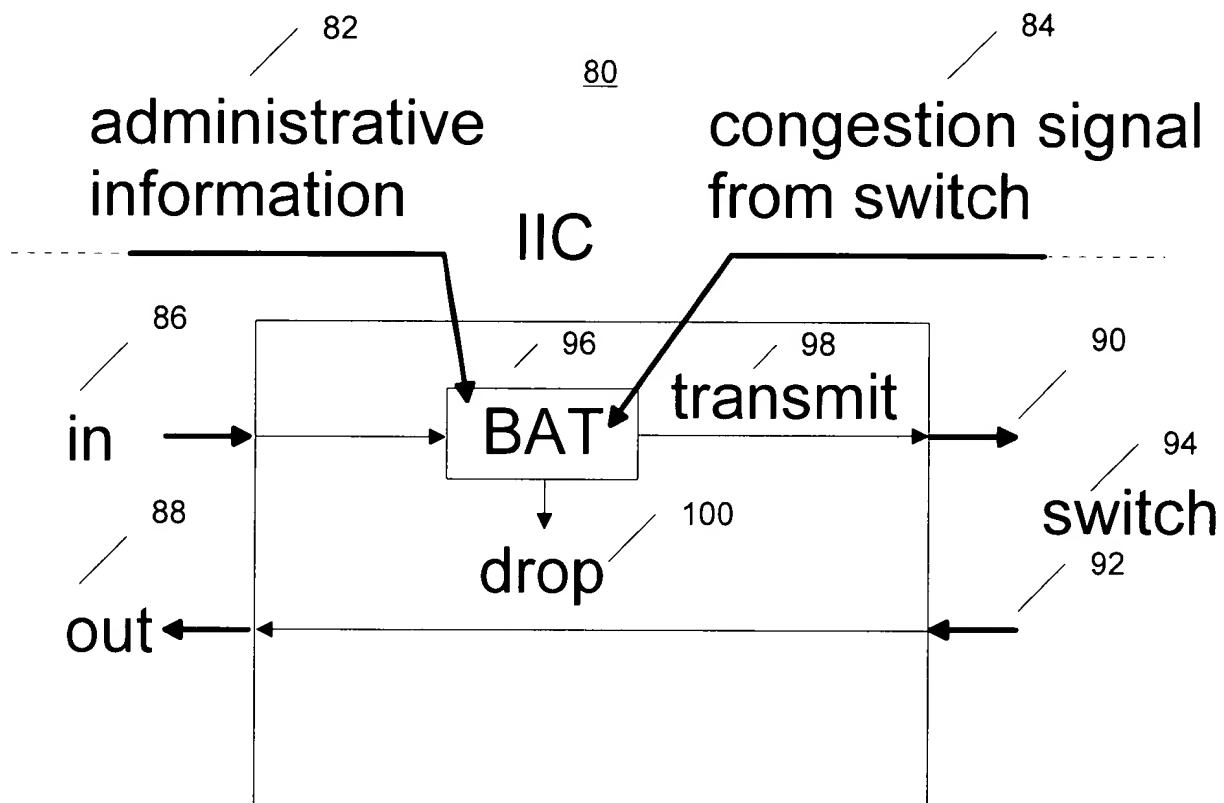 82
80
84
administrative
information
congestion signal
from switch
IIC
86
96
98
90
in
BAT
transmit
94
88
100
switch
drop
92
out